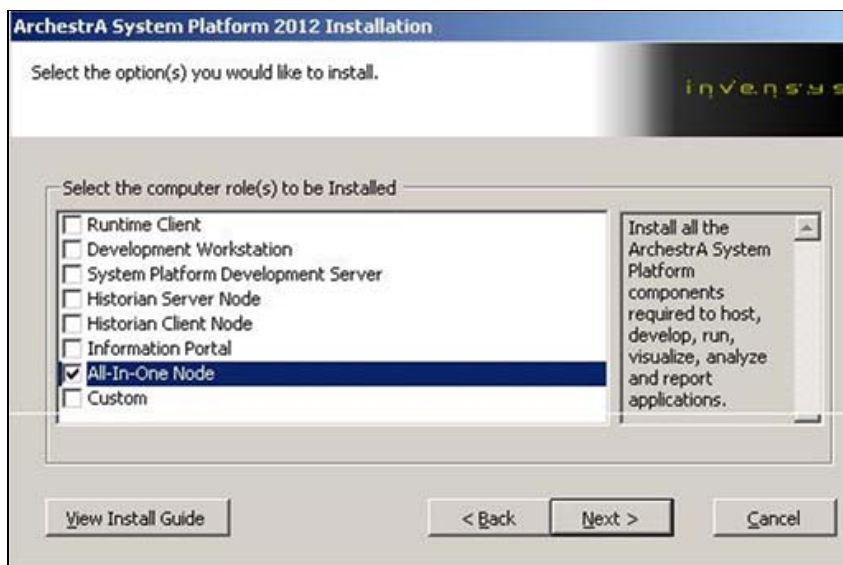 ArchestrA System Platform 2012 Installation
Select the option(s) you would like to install.
invensys
Select the computer role(s) to be Installed
Runtime Client
Development Workstation
System Platform Development Server
Historian Server Node
Historian Client Node
Information Portal
All-In-One Node
Custom
Install all the
ArchestrA System
Platform
components
required to host,
develop, run,
visualize, analyze
and report
applications.
View Install Guide
< Back
Next >
Cancel